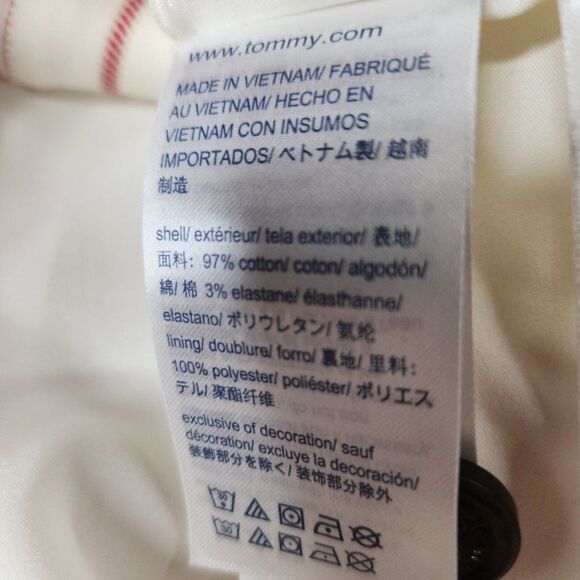 www.tommy.com
MADE IN VIETNAM/ FABRIQUÉ
AU VIETNAM/ HECHO EN
VIETNAM CON INSUMOS
IMPORTADOS/ ベトナム製/ 越南
制造
shell/ extérieur/ tela exterior/ 表地/
面料: 97% cotton/ coton/ algodón/
綿/ 棉 3% elastane/ élasthanne/
elastano/ ポリウレタン/ 氨纶
lining/ doublure/ forro/ 裏地/ 里料:
100% polyester/ poliéster/ ポリエス
テル/ 聚酯纤维
exclusive of decoration/ sauf
décoration/ excluye la decoración/
装飾部分を除く/ 装饰部分除外
30
30